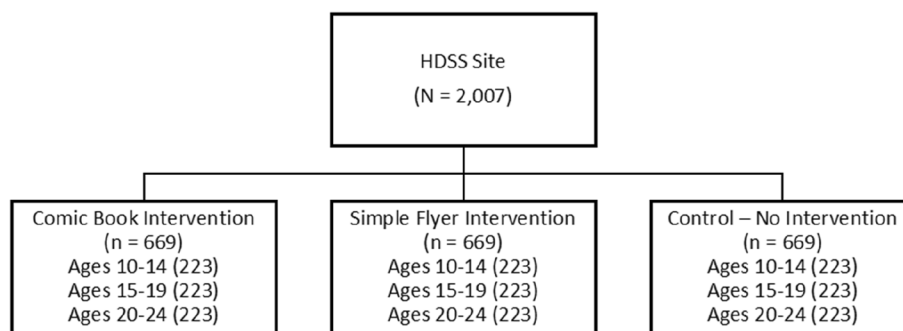 HDSS Site
(N = 2,007)
Comic Book Intervention
(n = 669)
Ages 10-14 (223)
Ages 15-19 (223)
Ages 20-24 (223)
Simple Flyer Intervention
(n = 669)
Ages 10-14 (223)
Ages 15-19 (223)
Ages 20-24 (223)
Control – No Intervention
(n = 669)
Ages 10-14 (223)
Ages 15-19 (223)
Ages 20-24 (223)